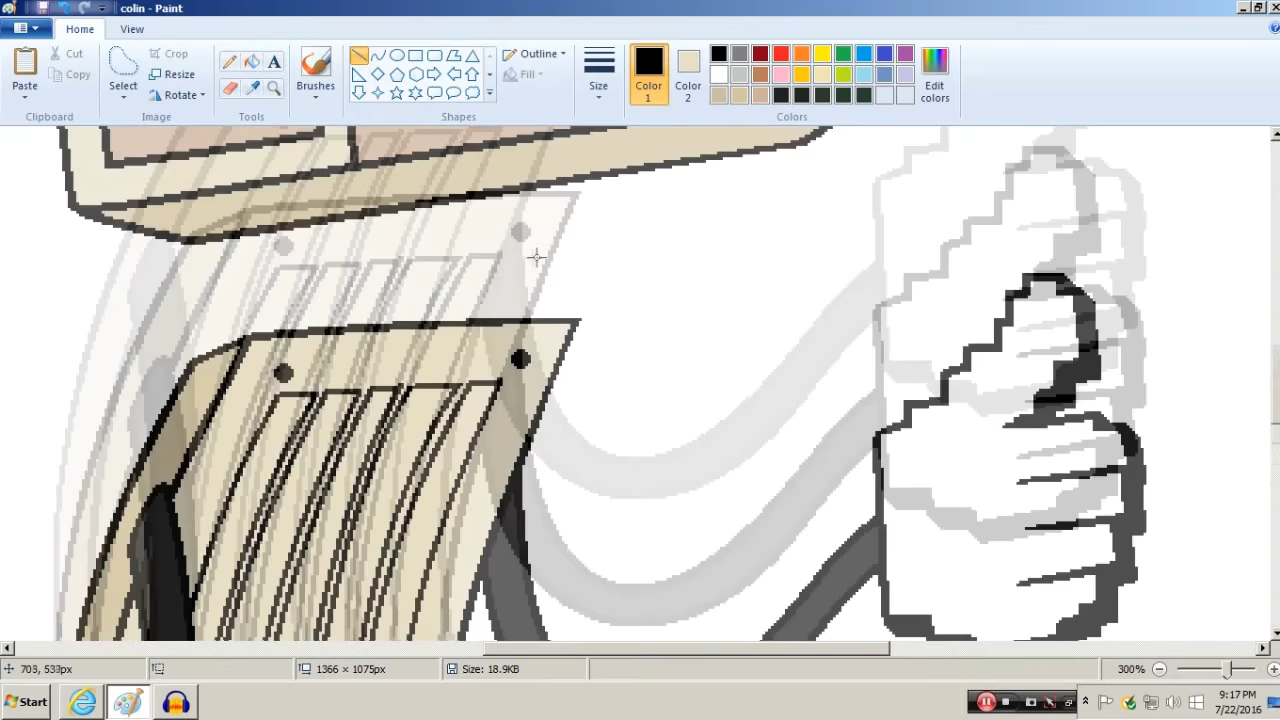 colin - Paint
Home View
Cut
Copy
Paste
Clipboard
Select
Crop
Resize
Rotate
Image
A
Tools
Brushes
Outline
Fill
Shapes
Size
Color 1
Color 2
Edit colors
Colors
703, 533px
1366 × 1075px
Size: 18.9KB
300%
Start
9:17 PM
7/22/2016